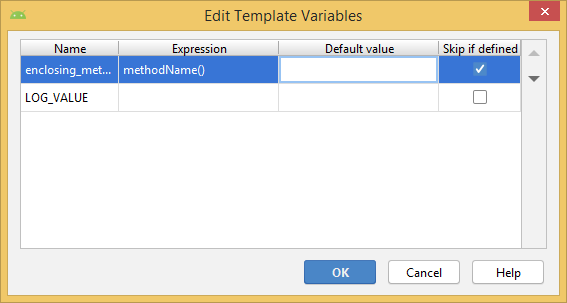 Edit Template Variables
Name Expression Default value Skip if defined
enclosing_met... methodName()
LOG_VALUE
OK Cancel Help